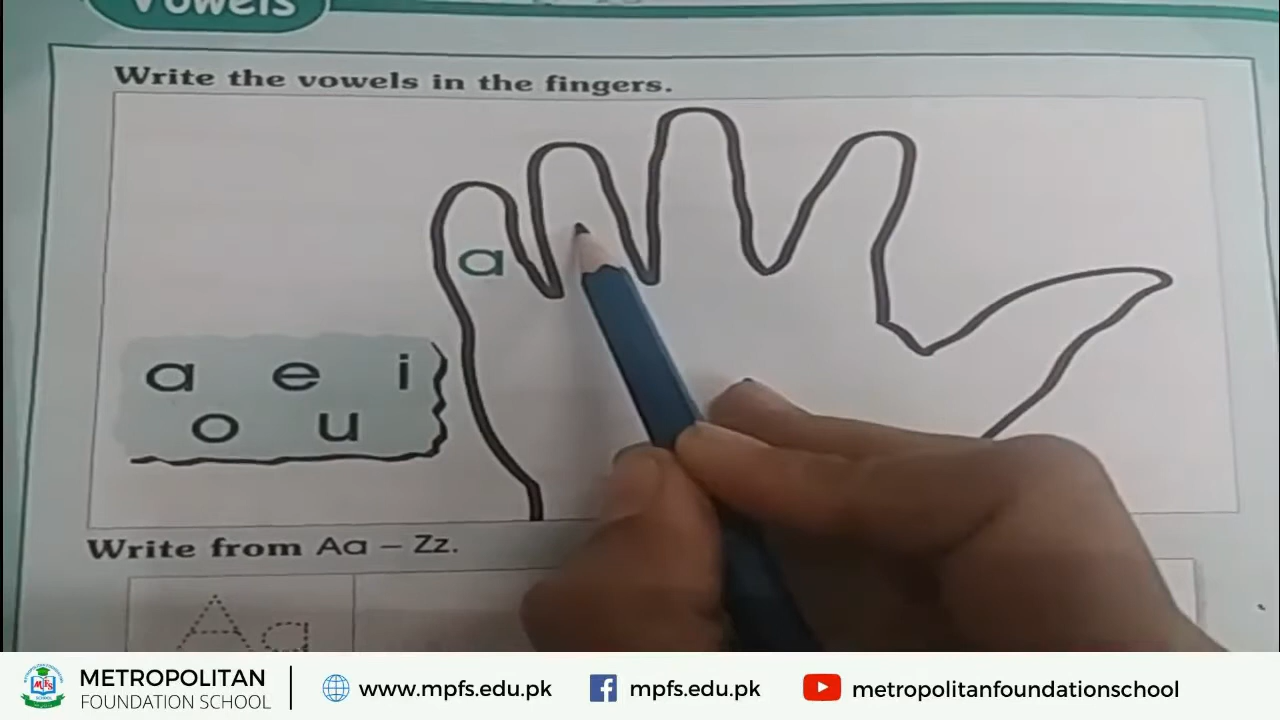 Vowels
Write the vowels in the fingers.
a
a e i
o u
Write from Aa – Zz.
Aa
METROPOLITAN
FOUNDATION SCHOOL
www.mpfs.edu.pk
mpfs.edu.pk
metropolitanfoundationschool